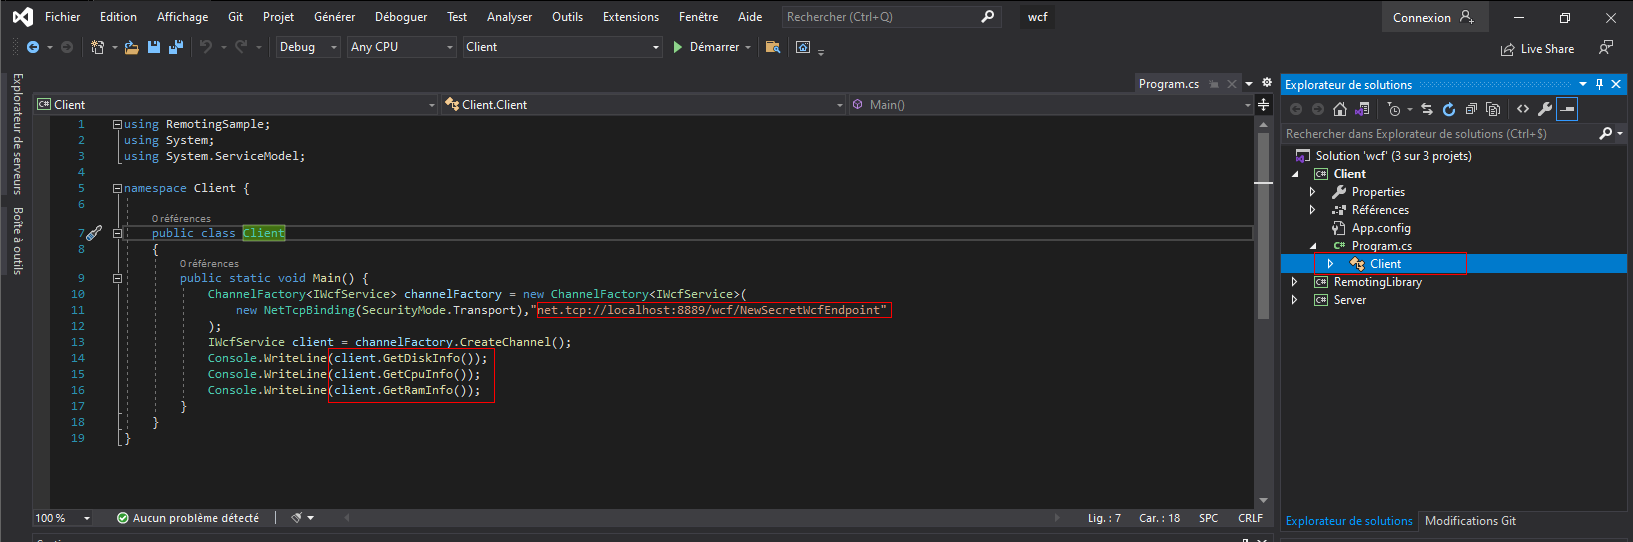 Fichier Edition Affichage Git Projet Générer Déboguer Test Analyser Outils Extensions Fenêtre Aide Rechercher (Ctrl+Q) wcf Connexion
Debug Any CPU Client Démarrer Live Share
Explorateur de serveurs
Boîte à outils
Program.cs
Client Client.Client Main()
1 using RemotingSample;
2 using System;
3 using System.ServiceModel;
4
5 namespace Client {
6
0 références
7 public class Client
8 {
0 références
9 public static void Main() {
10 ChannelFactory<IWcfService> channelFactory = new ChannelFactory<IWcfService>(
11 new NetTcpBinding(SecurityMode.Transport),"net.tcp://localhost:8889/wcf/NewSecretWcfEndpoint"
12 );
13 IWcfService client = channelFactory.CreateChannel();
14 Console.WriteLine(client.GetDiskInfo());
15 Console.WriteLine(client.GetCpuInfo());
16 Console.WriteLine(client.GetRamInfo());
17 }
18 }
19 }
100 % Aucun problème détecté Lig. : 7 Car. : 18 SPC CRLF
Explorateur de solutions
Rechercher dans Explorateur de solutions (Ctrl+$)
Solution 'wcf' (3 sur 3 projets)
C# Client
Properties
Références
App.config
C# Program.cs
Client
C# RemotingLibrary
C# Server
Explorateur de solutions Modifications Git